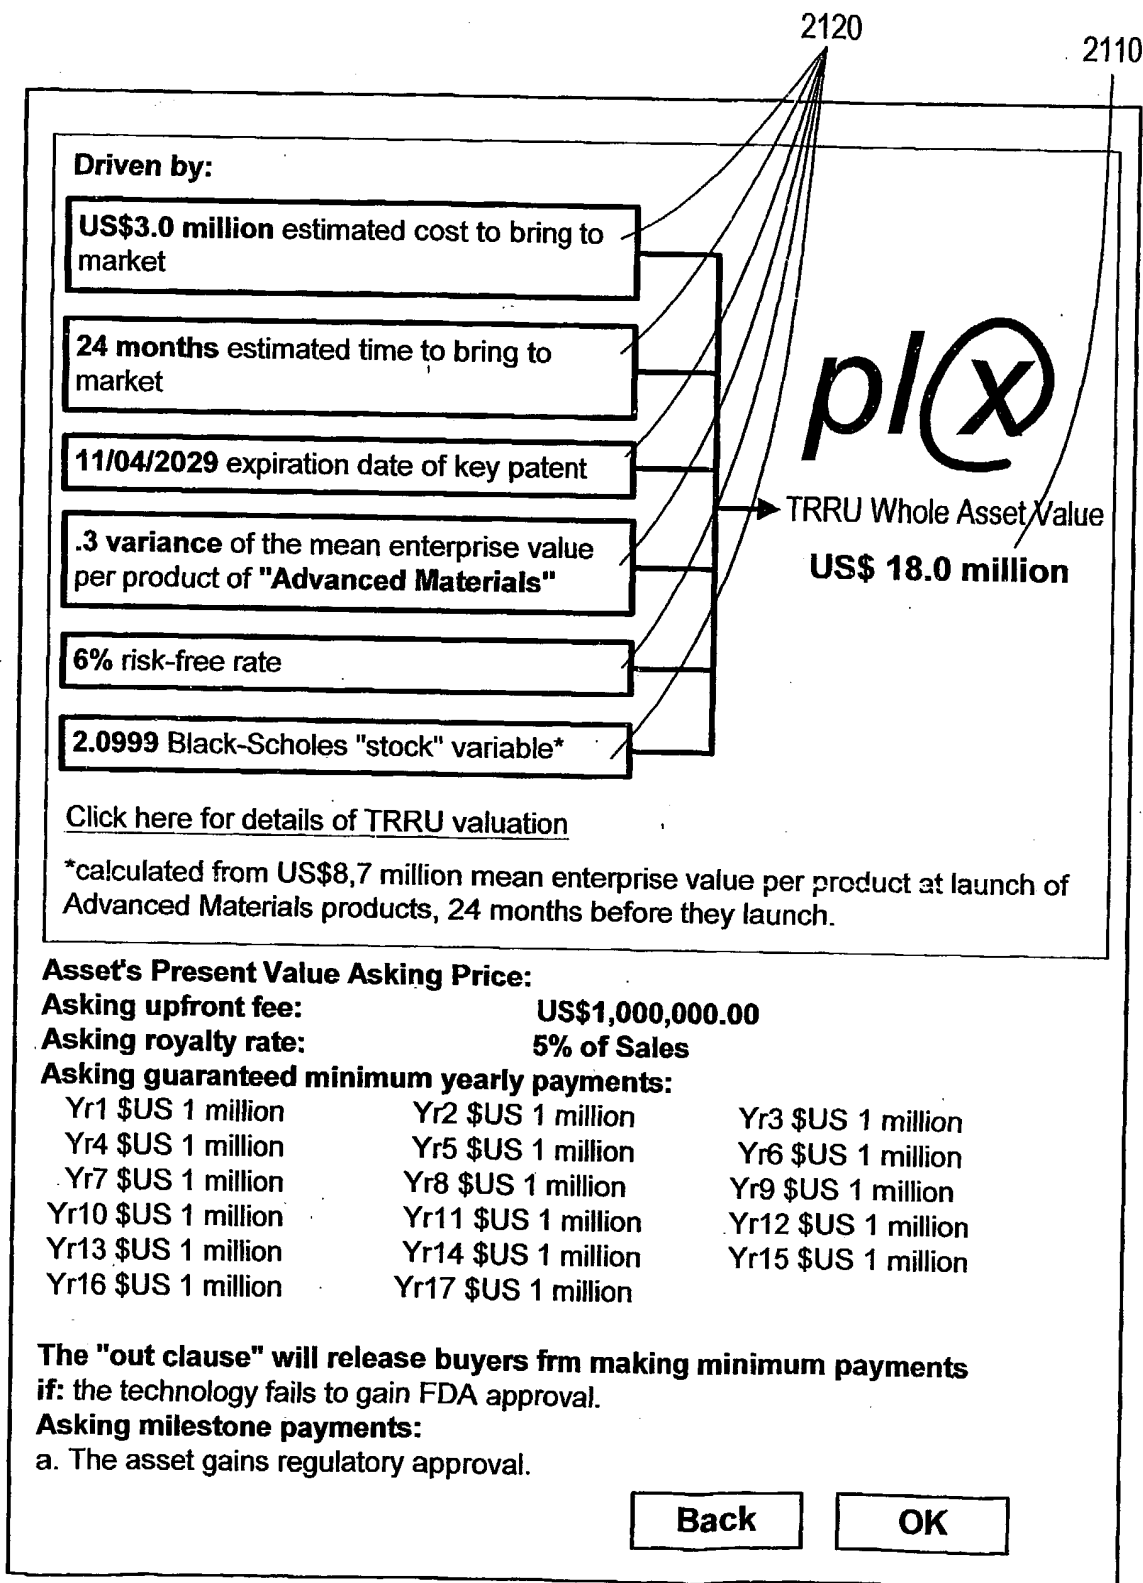 2120
2110
Driven by:
US$3.0 million estimated cost to bring to
market
24 months estimated time to bring to
market
11/04/2029 expiration date of key patent
.3 variance of the mean enterprise value
per product of "Advanced Materials"
6% risk-free rate
2.0999 Black-Scholes "stock" variable*
plx
TRRU Whole Asset Value
US$ 18.0 million
Click here for details of TRRU valuation
*calculated from US$8,7 million mean enterprise value per product at launch of
Advanced Materials products, 24 months before they launch.
Asset's Present Value Asking Price:
Asking upfront fee: US$1,000,000.00
Asking royalty rate: 5% of Sales
Asking guaranteed minimum yearly payments:
Yr1 $US 1 million Yr2 $US 1 million Yr3 $US 1 million
Yr4 $US 1 million Yr5 $US 1 million Yr6 $US 1 million
Yr7 $US 1 million Yr8 $US 1 million Yr9 $US 1 million
Yr10 $US 1 million Yr11 $US 1 million Yr12 $US 1 million
Yr13 $US 1 million Yr14 $US 1 million Yr15 $US 1 million
Yr16 $US 1 million Yr17 $US 1 million
The "out clause" will release buyers frm making minimum payments
if: the technology fails to gain FDA approval.
Asking milestone payments:
a. The asset gains regulatory approval.
Back OK